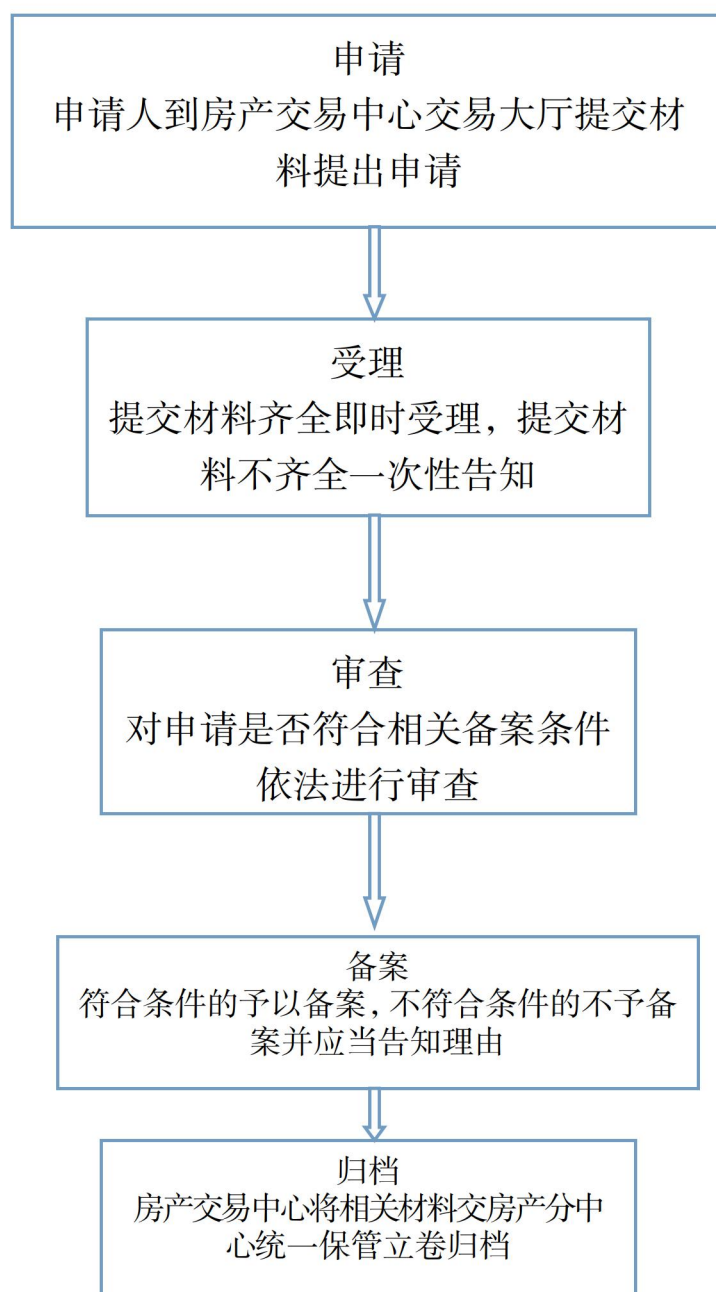 申请
申请人到房产交易中心交易大厅提交材
料提出申请
受理
提交材料齐全即时受理，提交材
料不齐全一次性告知
审查
对申请是否符合相关备案条件
依法进行审查
备案
符合条件的予以备案，不符合条件的不予备
案并应当告知理由
归档
房产交易中心将相关材料交房产分中
心统一保管立卷归档